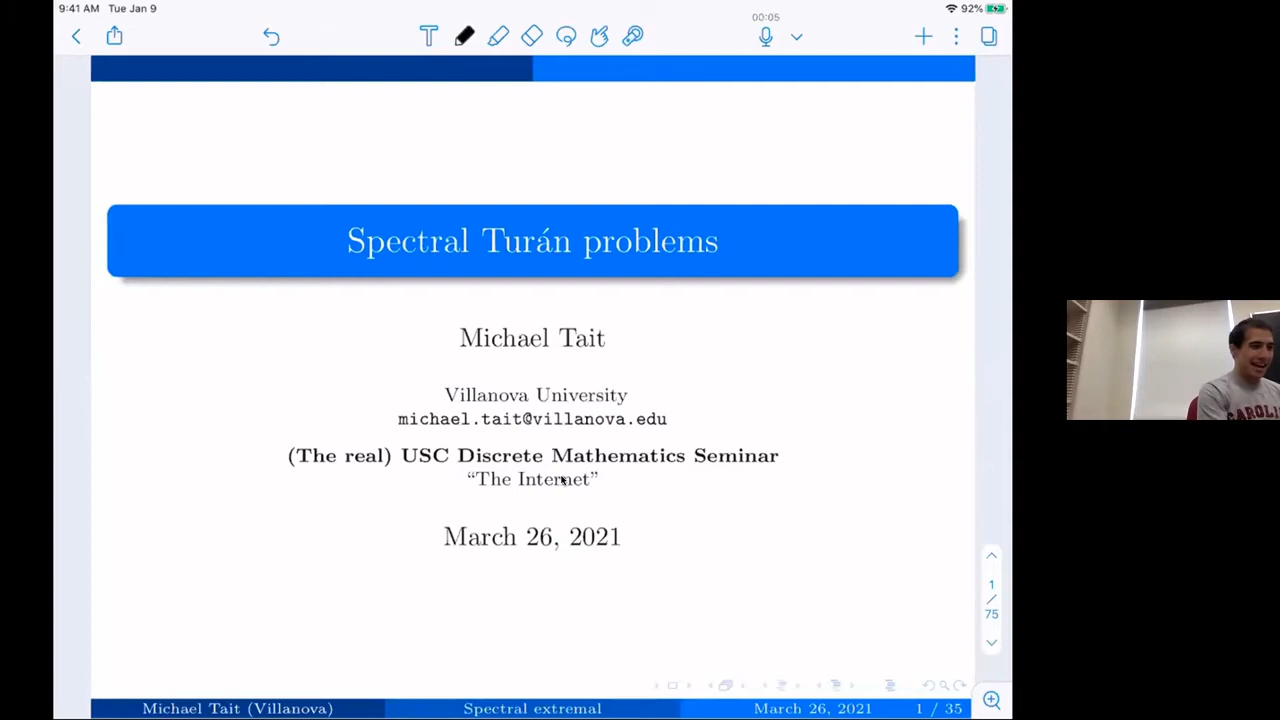 9:41 AM Tue Jan 9
92%
00:05
Spectral Turán problems
Michael Tait
Villanova University
michael.tait@villanova.edu
(The real) USC Discrete Mathematics Seminar
“The Internet”
March 26, 2021
1
/
75
Michael Tait (Villanova) Spectral extremal March 26, 2021 1 / 35